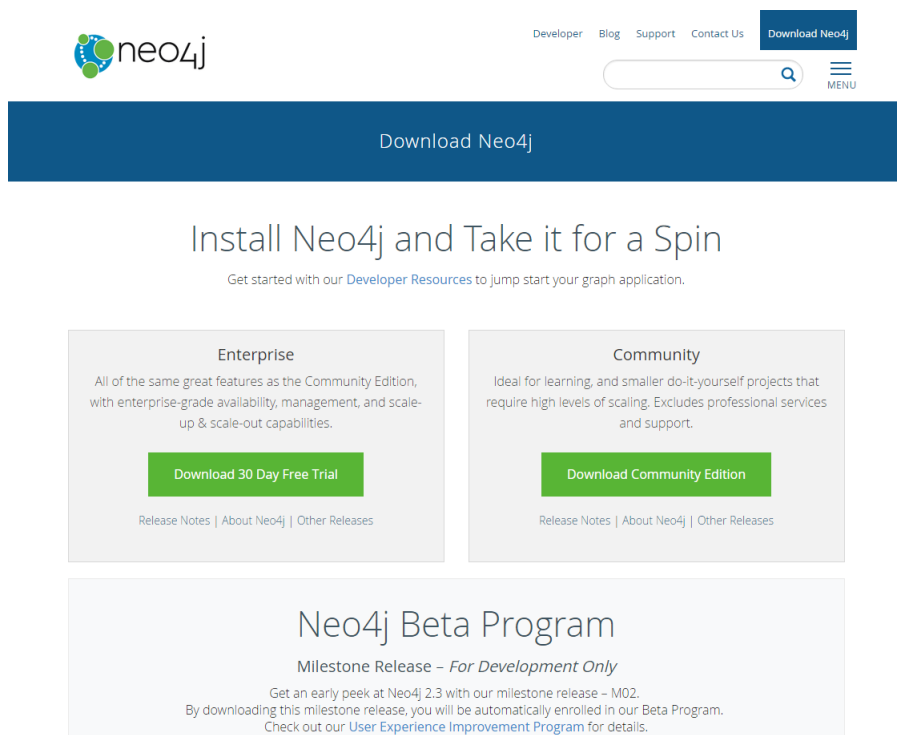 neo4j
Developer Blog Support Contact Us Download Neo4j
MENU
Download Neo4j
Install Neo4j and Take it for a Spin
Get started with our Developer Resources to jump start your graph application.
Enterprise
All of the same great features as the Community Edition,
with enterprise-grade availability, management, and scale-
up & scale-out capabilities.
Download 30 Day Free Trial
Release Notes | About Neo4j | Other Releases
Community
Ideal for learning, and smaller do-it-yourself projects that
require high levels of scaling. Excludes professional services
and support.
Download Community Edition
Release Notes | About Neo4j | Other Releases
Neo4j Beta Program
Milestone Release – For Development Only
Get an early peek at Neo4j 2.3 with our milestone release – M02.
By downloading this milestone release, you will be automatically enrolled in our Beta Program.
Check out our User Experience Improvement Program for details.